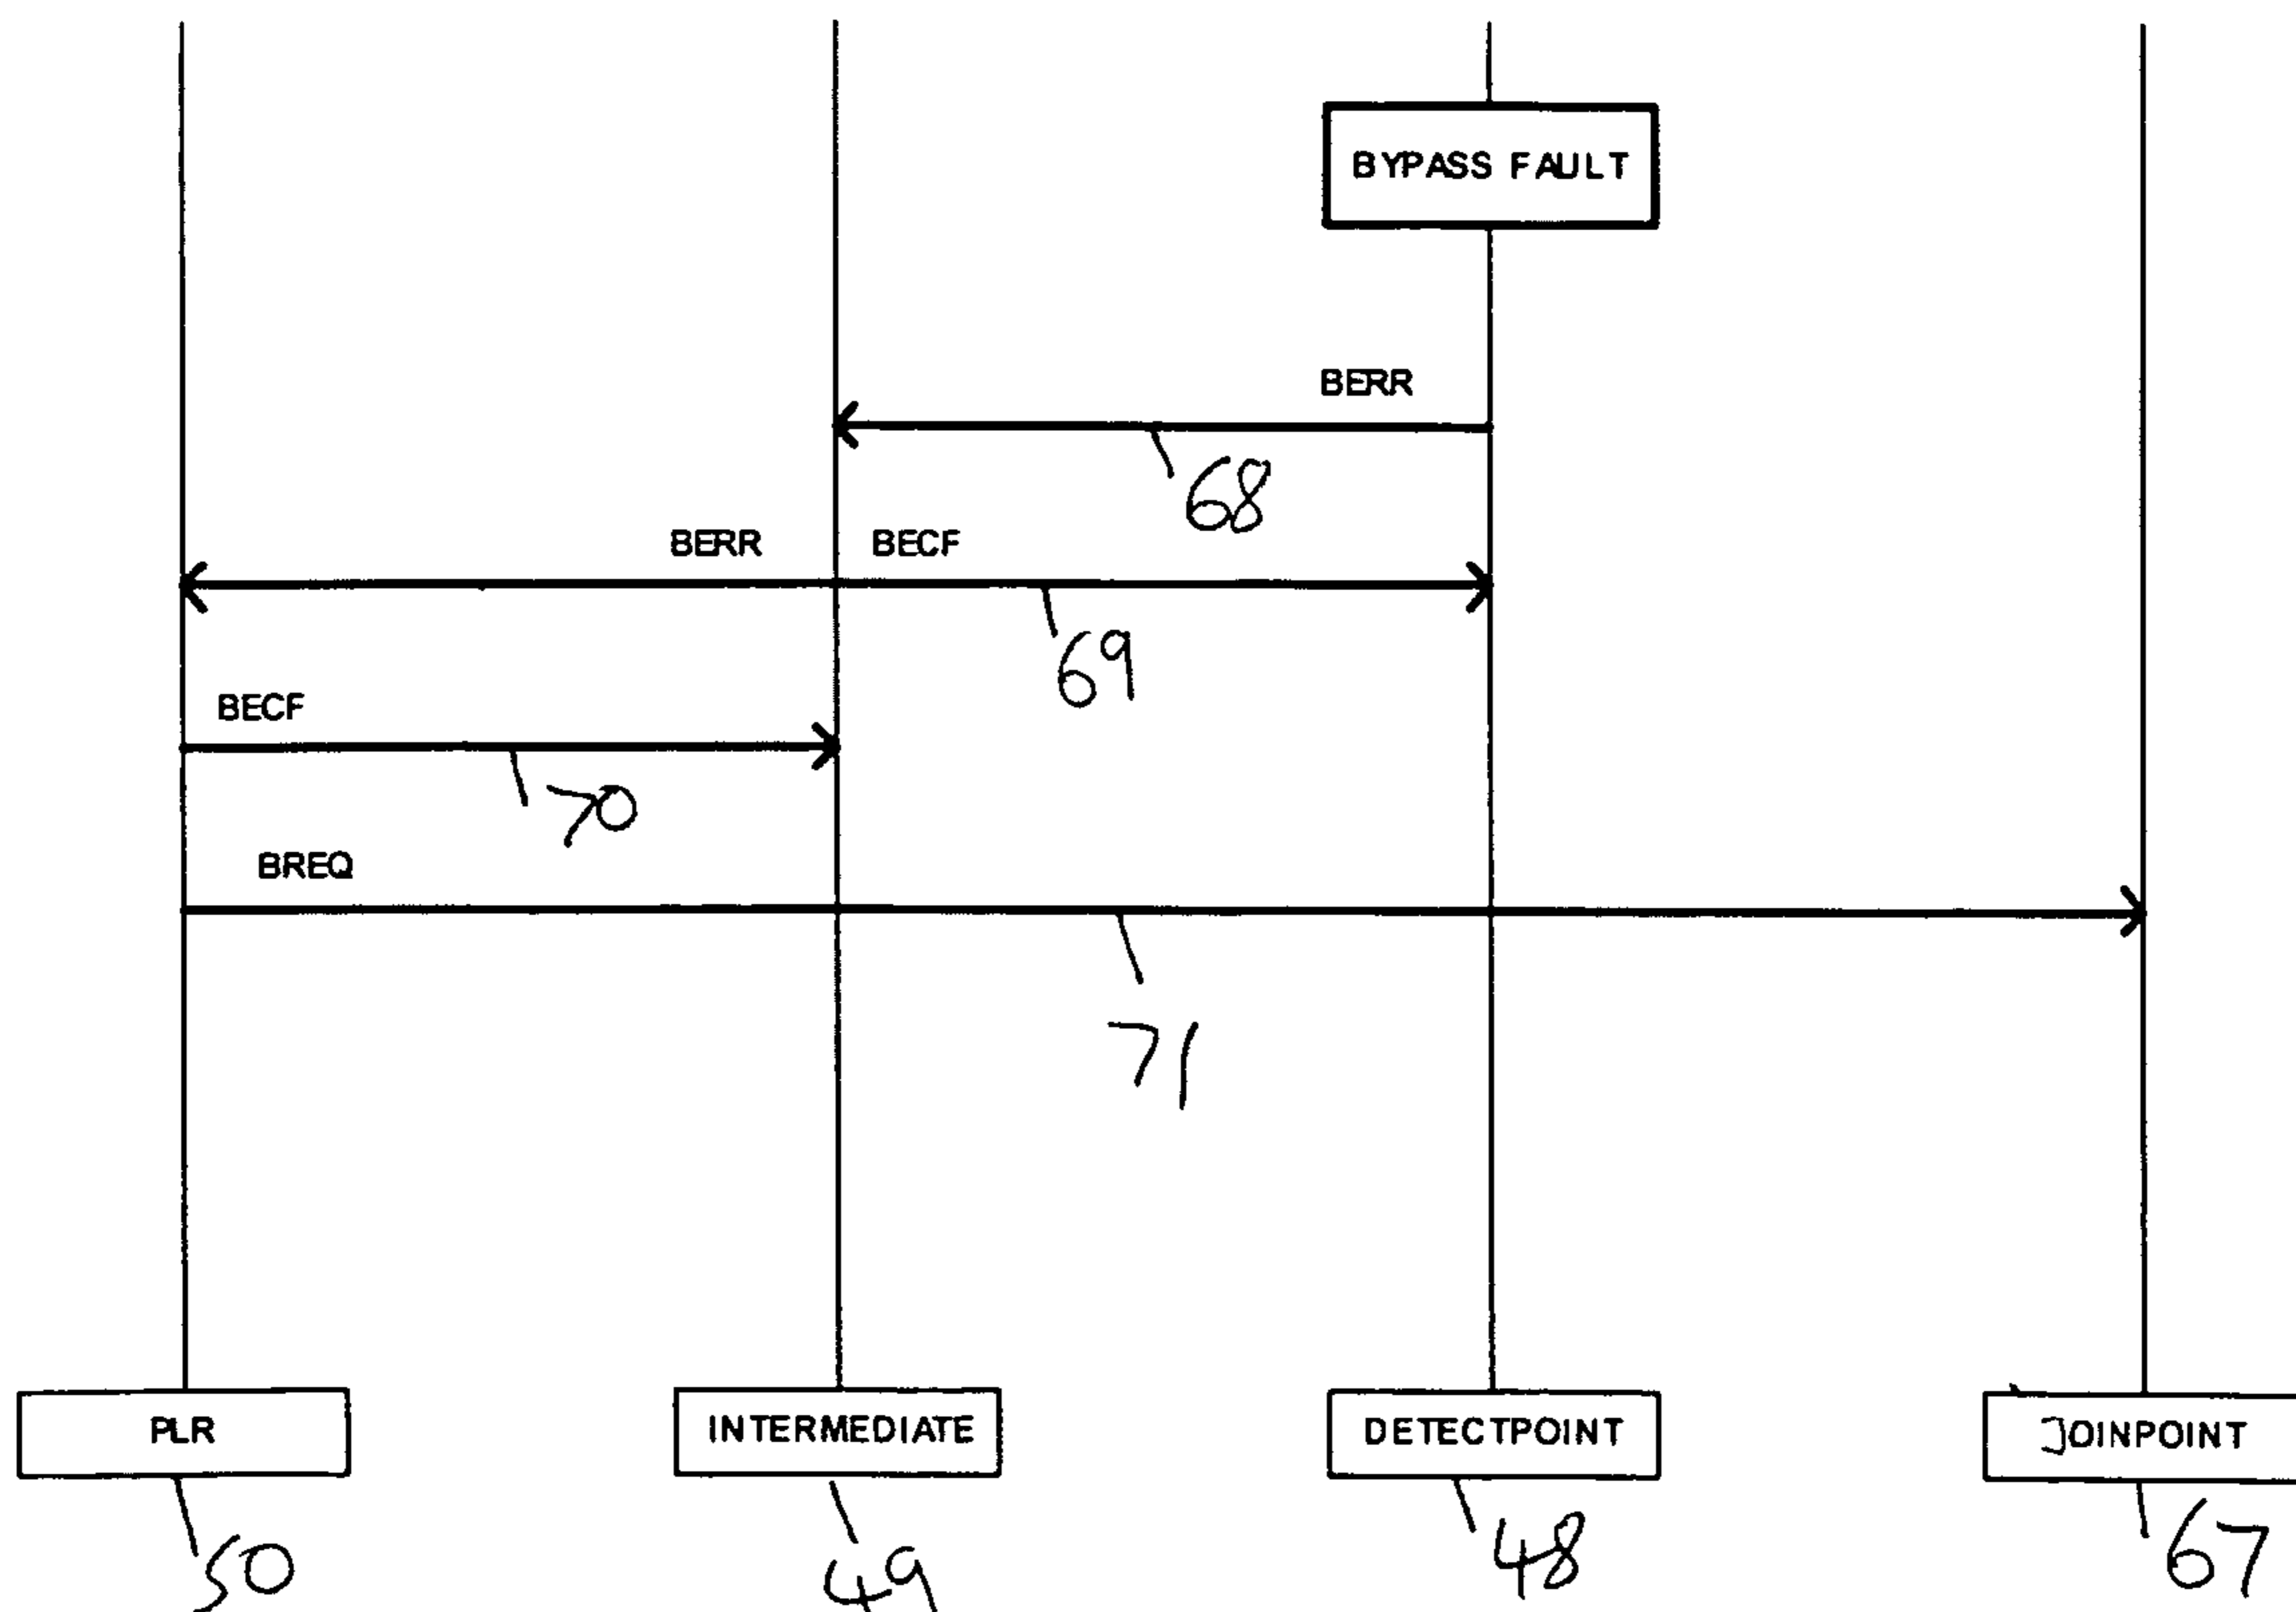 BYPASS FAULT
BERR
68
BERR BECF
69
BECF
70
BREQ
71
PLR INTERMEDIATE DETECTPOINT JOINPOINT
50 49 48 67